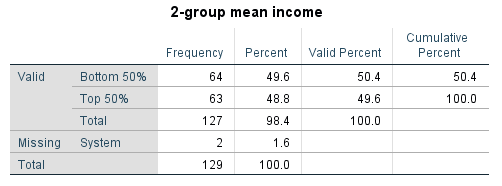 2-group mean income
Frequency Percent Valid Percent Cumulative Percent
Valid Bottom 50% 64 49.6 50.4 50.4
Top 50% 63 48.8 49.6 100.0
Total 127 98.4 100.0
Missing System 2 1.6
Total 129 100.0